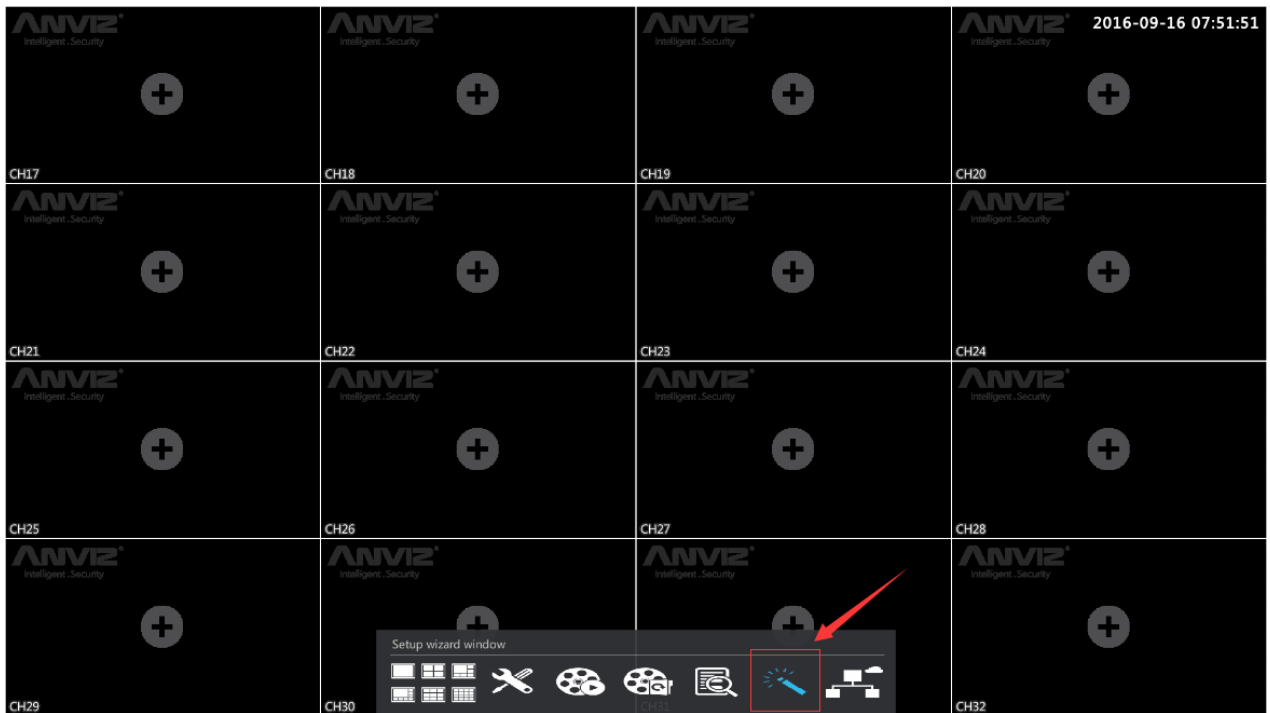 ANVIZ®
Intelligent.Security
ANVIZ®
Intelligent.Security
ANVIZ®
Intelligent.Security
ANVIZ®
Intelligent.Security
2016-09-16 07:51:51
CH17
CH18
CH19
CH20
ANVIZ®
Intelligent.Security
ANVIZ®
Intelligent.Security
ANVIZ®
Intelligent.Security
ANVIZ®
Intelligent.Security
CH21
CH22
CH23
CH24
ANVIZ®
Intelligent.Security
ANVIZ®
Intelligent.Security
ANVIZ®
Intelligent.Security
ANVIZ®
Intelligent.Security
CH25
CH26
CH27
CH28
ANVIZ®
Intelligent.Security
ANVIZ®
Intelligent.Security
ANVIZ®
Intelligent.Security
ANVIZ®
Intelligent.Security
Setup wizard window
CH29
CH30
CH31
CH32